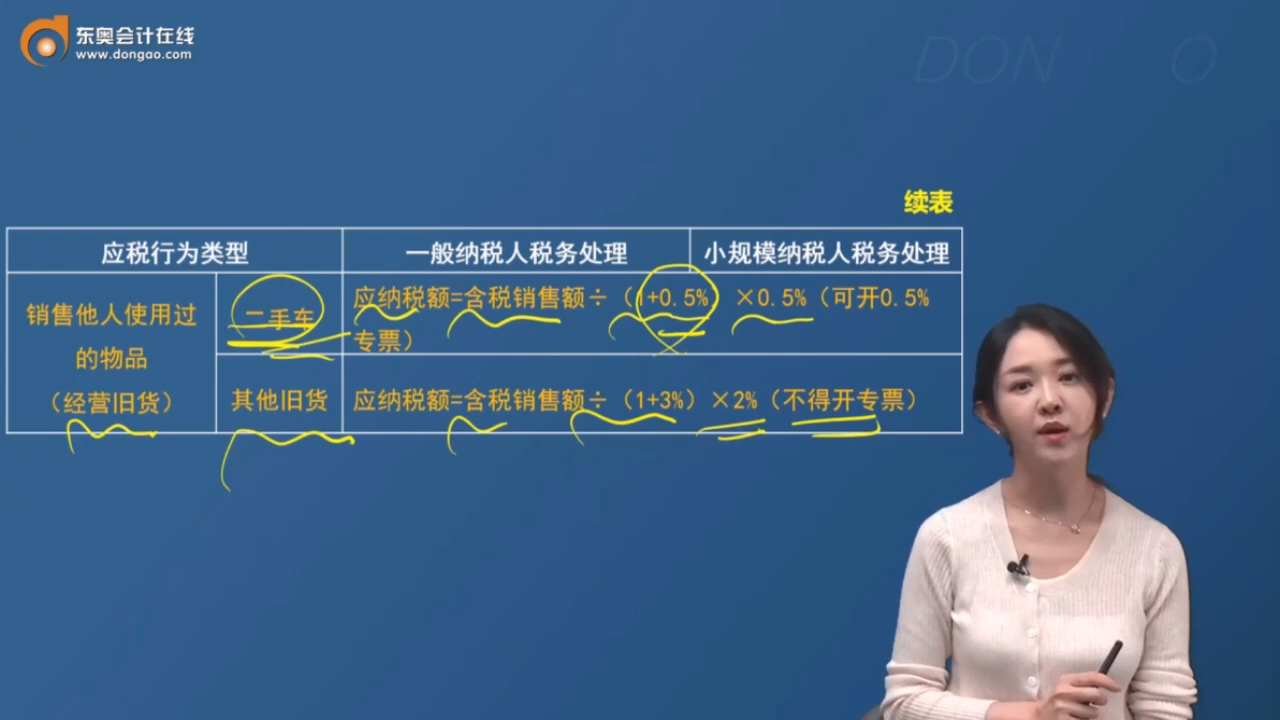 东奥会计在线
www.dongao.com
DON O
续表
应税行为类型
一般纳税人税务处理
小规模纳税人税务处理
销售他人使用过
的物品
（经营旧货）
二手车
应纳税额=含税销售额÷（1+0.5%）×0.5%（可开0.5%
专票）
其他旧货
应纳税额=含税销售额÷（1+3%）×2%（不得开专票）